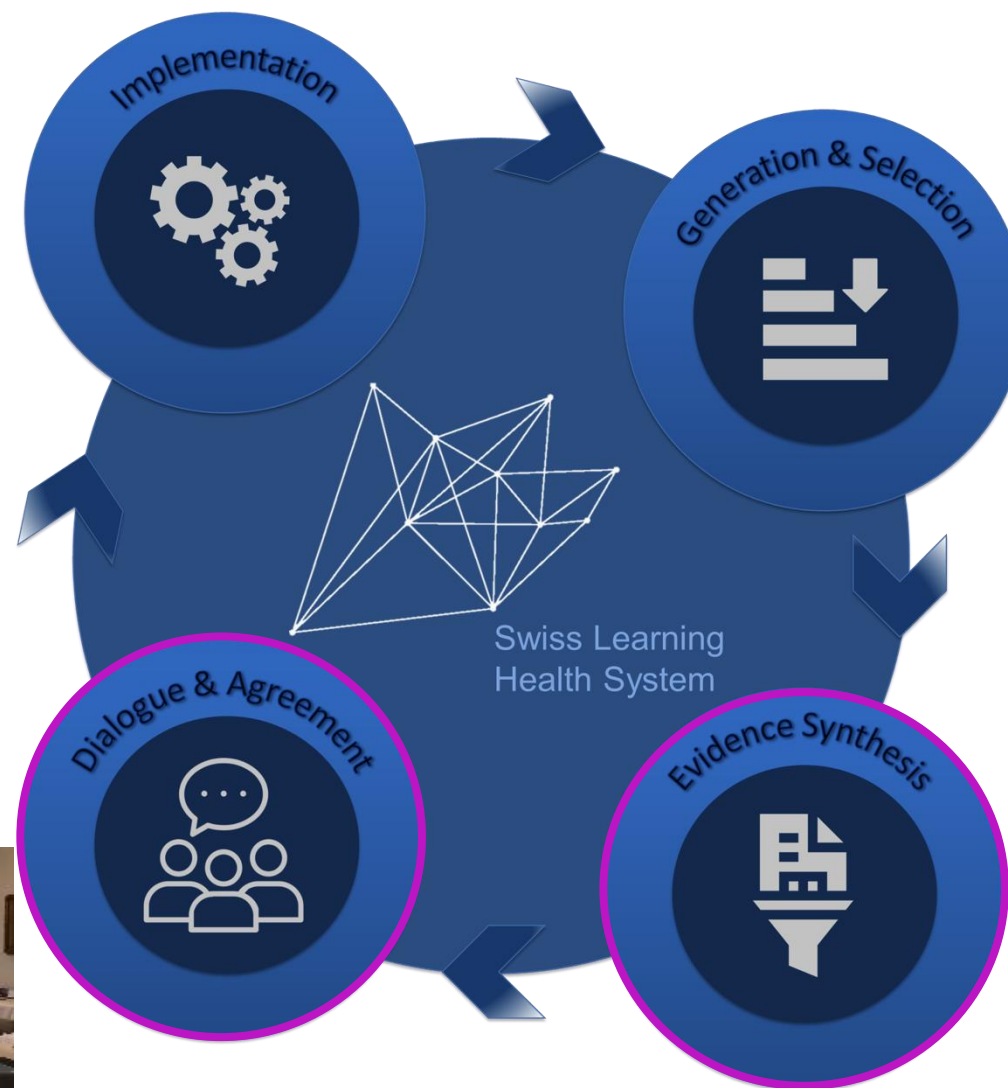 Implementation
Generation & Selection
Swiss Learning
Health System
Dialogue & Agreement
Evidence Synthesis